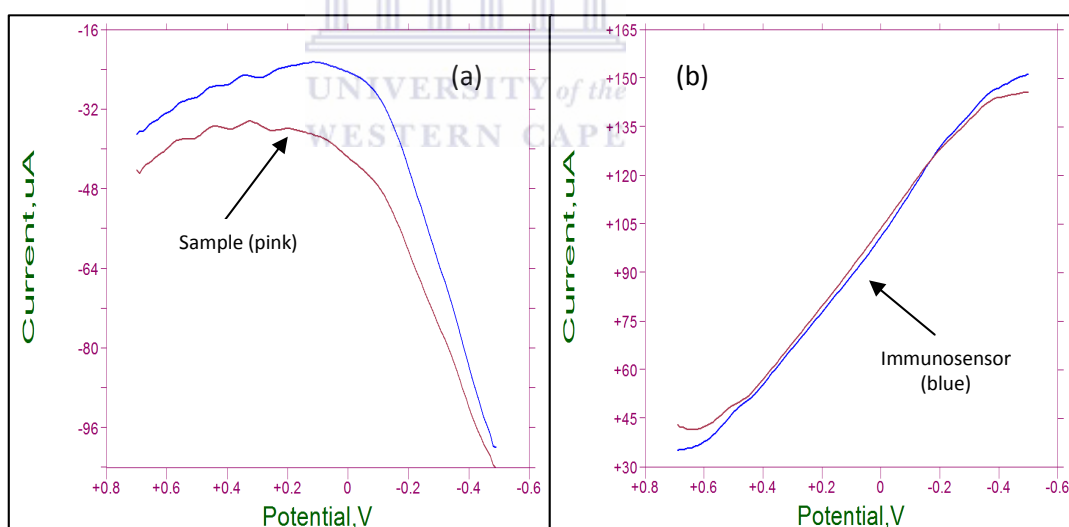 UNIVERSITY of the
WESTERN CAPE
(a)
Current,uA
-16
-32
-48
-64
-80
-96
Sample (pink)
+0.8 +0.6 +0.4 +0.2 0 -0.2 -0.4 -0.6
Potential,V
(b)
Current,uA
+165
+150
+135
+120
+105
+90
+75
+60
+45
+30
Immunosensor
(blue)
+0.8 +0.6 +0.4 +0.2 0 -0.2 -0.4 -0.6
Potential,V